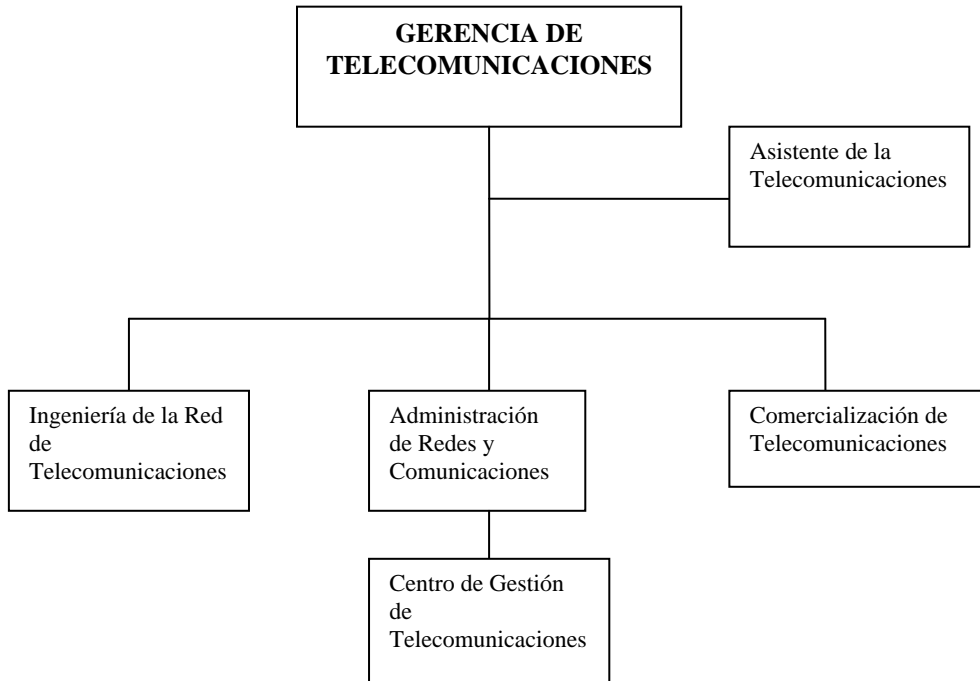 GERENCIA DE
TELECOMUNICACIONES
Asistente de la
Telecomunicaciones
Ingeniería de la Red
de
Telecomunicaciones
Administración
de Redes y
Comunicaciones
Comercialización de
Telecomunicaciones
Centro de Gestión
de
Telecomunicaciones